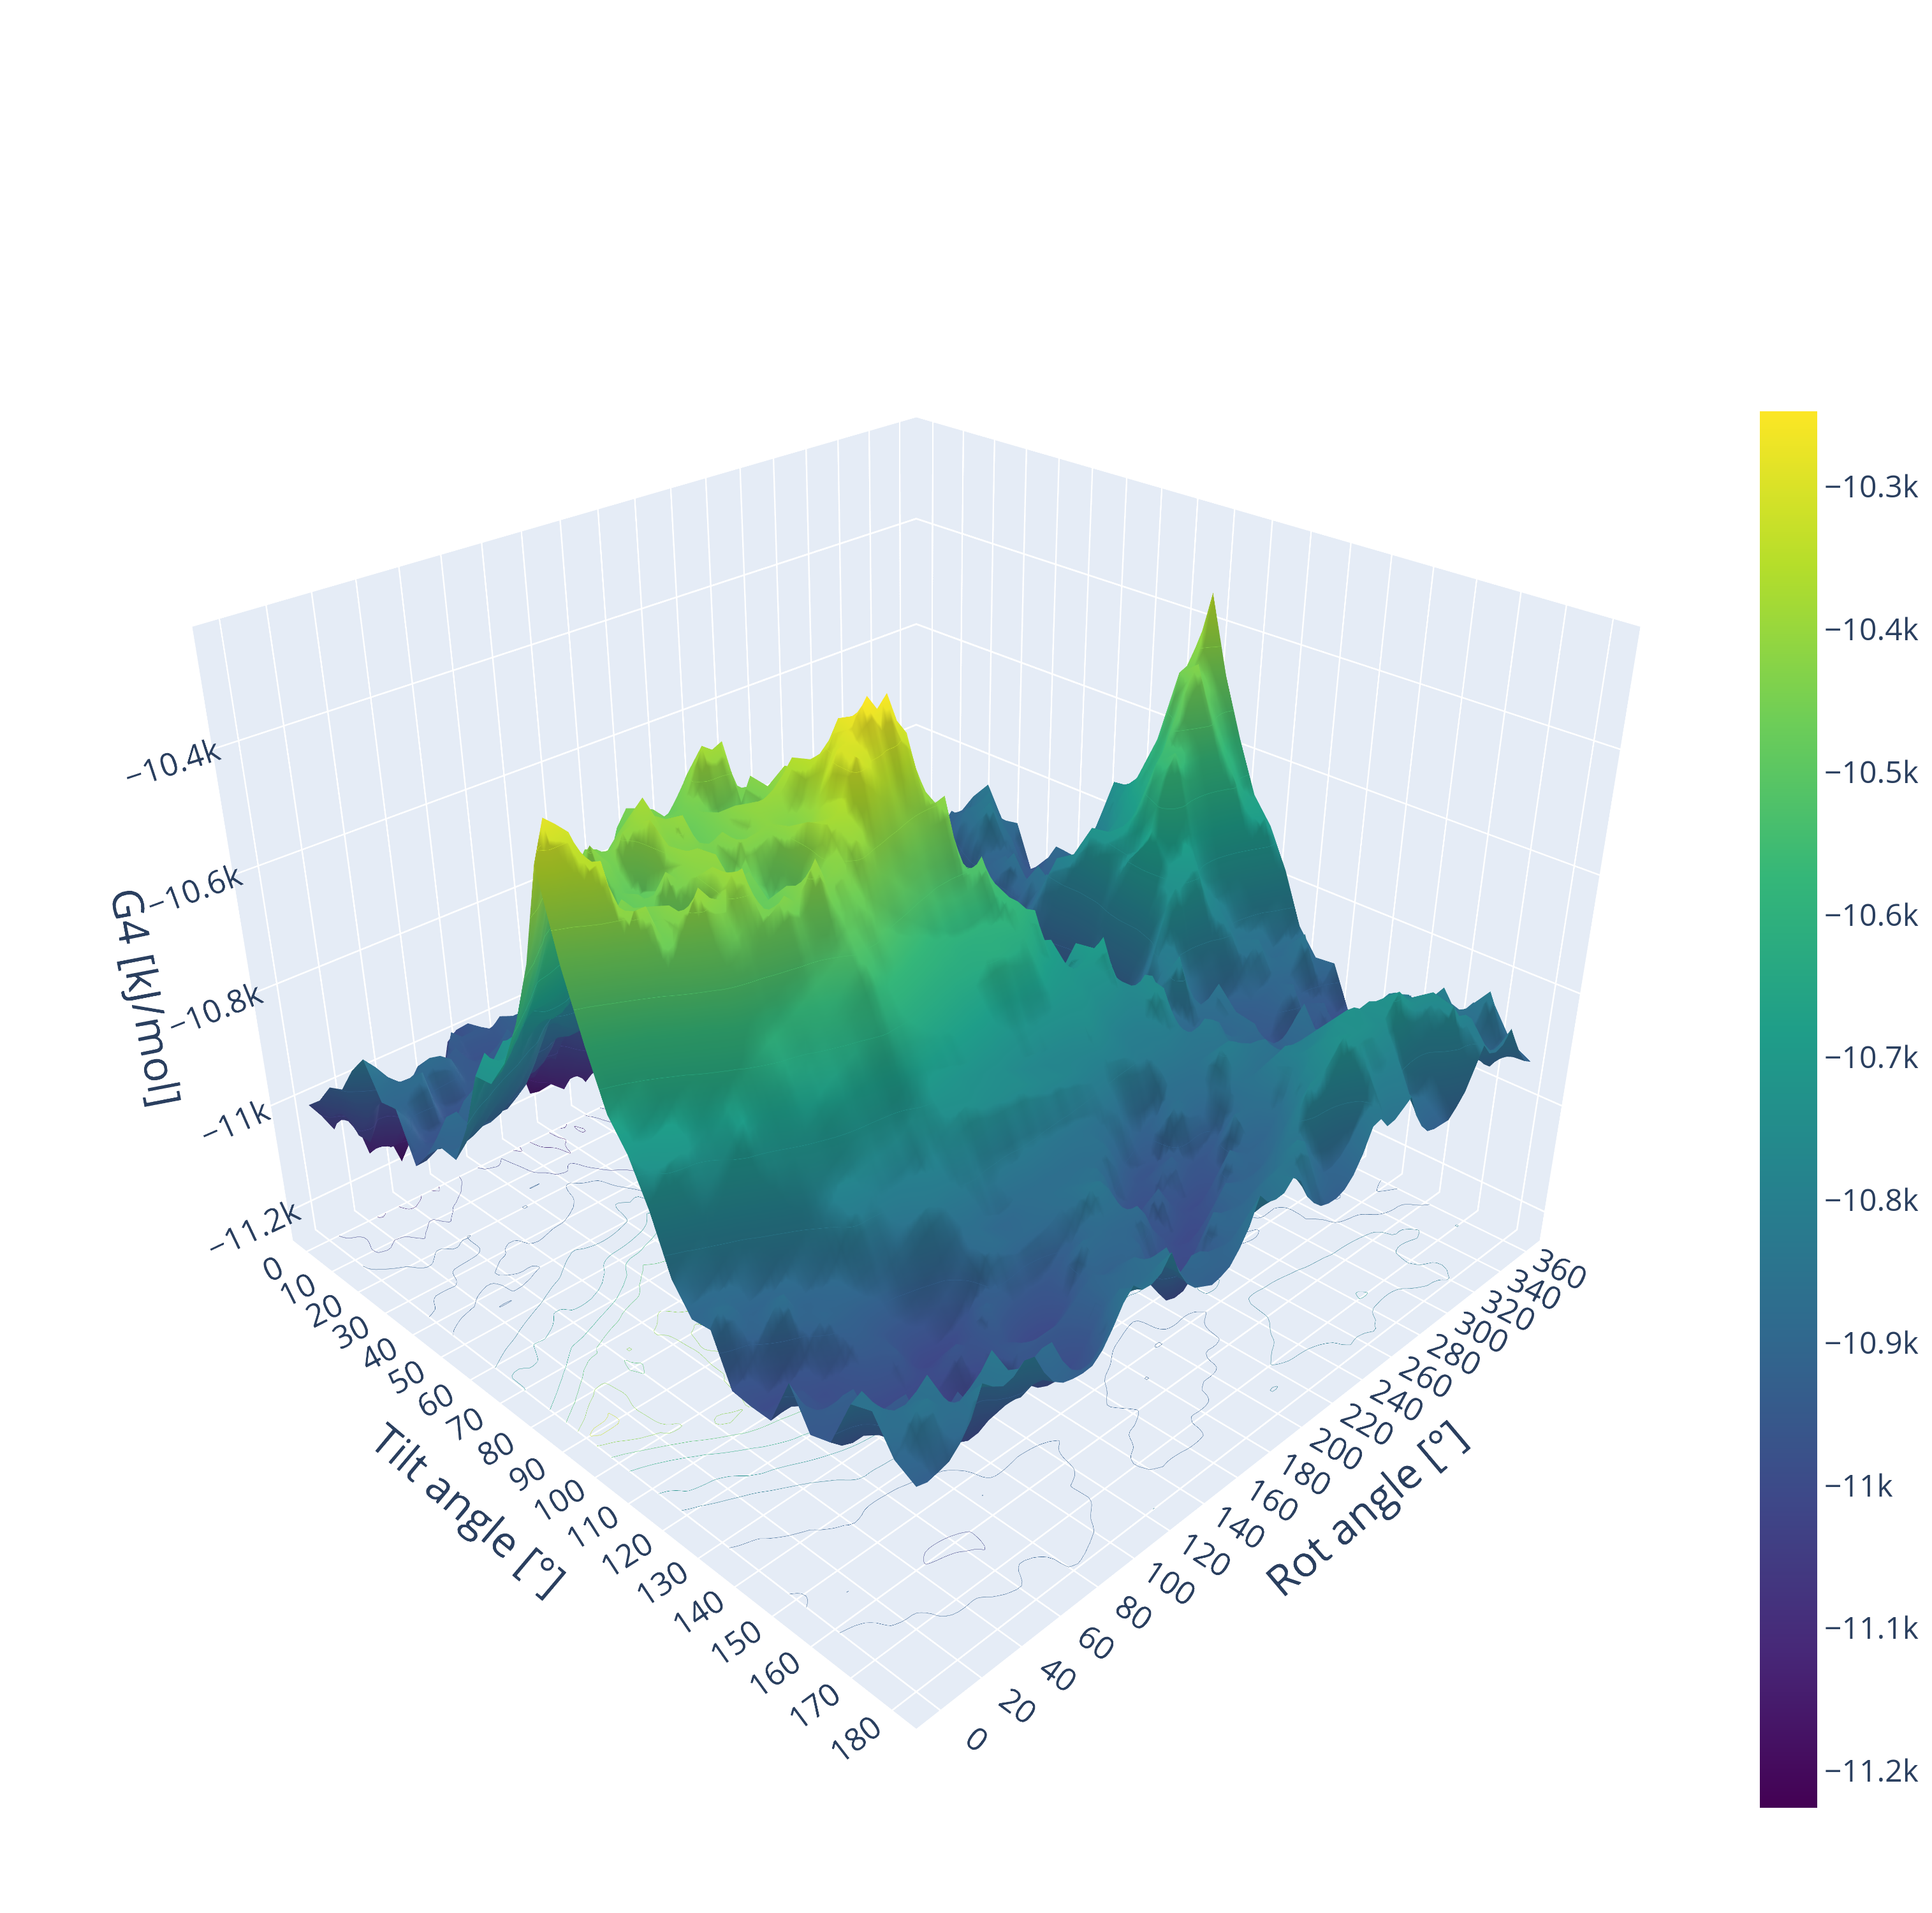 −10.4k
−10.6k
−10.8k
−11k
−11.2k
G4 [kJ/mol]
0
10
20
30
40
50
60
70
80
90
100
110
120
130
140
150
160
170
180
Tilt angle [°]
0
20
40
60
80
100
120
140
160
180
200
220
240
260
280
300
320
340
360
Rot angle [°]
−10.3k
−10.4k
−10.5k
−10.6k
−10.7k
−10.8k
−10.9k
−11k
−11.1k
−11.2k